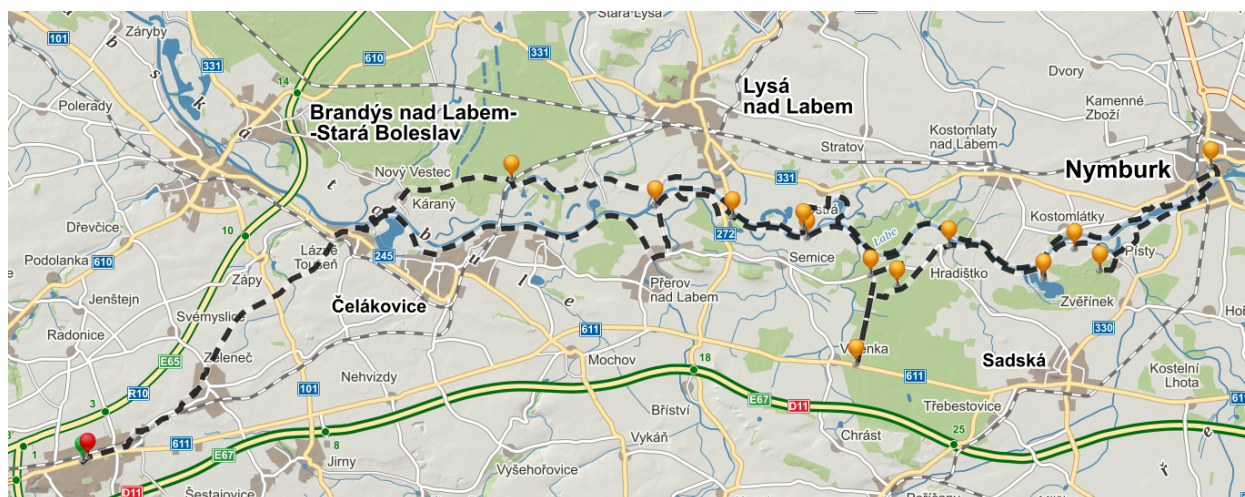 Záryby
Stará Lysá
101
331
610
331
14
Dvory
Polerady
Brandýs nad Labem-
-Stará Boleslav
Lysá
nad Labem
Kamenné
Zboží
Kostomlaty
nad Labem
Stratov
Nový Vestec
331
Nymburk
Káraný
Dřevčice
Kostomlátky
10
272
Labe
Písty
610
Lázně
Toušeň
245
Semice
Hradištko
Podolanka
Zápy
Přerov
nad Labem
Zvěřínek
Jenštejn
Čelákovice
Svémyslice
611
330
Radonice
Mochov
E65
Zeleneč
18
Sadská
Nehvizdy
611
Kostelní
Lhota
R10
101
E67
3
Bříství
D11
Třebestovice
611
25
1
611
8
Chrást
E67
Vykáň
Jirny
Vyšehořovice
D11
Šestajovice